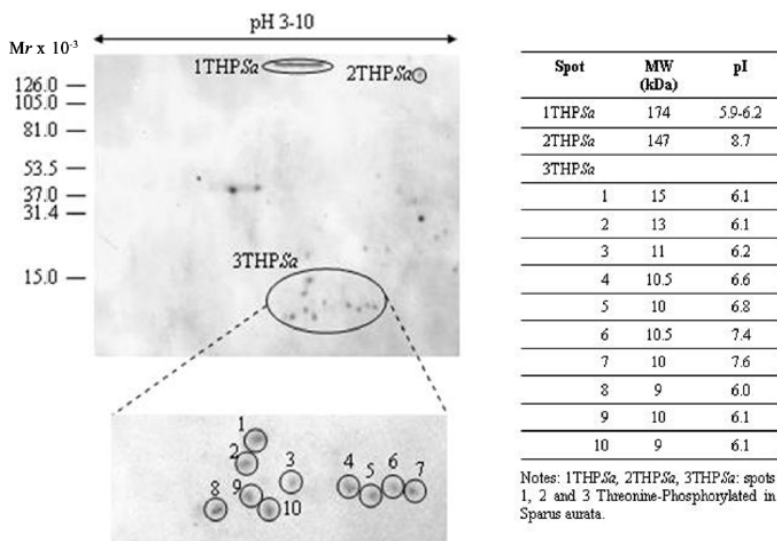 pH 3-10
Mr x 10-3
1THPSa
2THPSa
126.0
105.0
81.0
53.5
37.0
31.4
15.0
3THPSa
1
2
3
4
5
6
7
8
9
10
Spot MW (kDa) pI
1THPSa 174 5.9-6.2
2THPSa 147 8.7
3THPSa
1 15 6.1
2 13 6.1
3 11 6.2
4 10.5 6.6
5 10 6.8
6 10.5 7.4
7 10 7.6
8 9 6.0
9 10 6.1
10 9 6.1
Notes: 1THPSa, 2THPSa, 3THPSa: spots
1, 2 and 3 Threonine-Phosphorylated in
Sparus aurata.